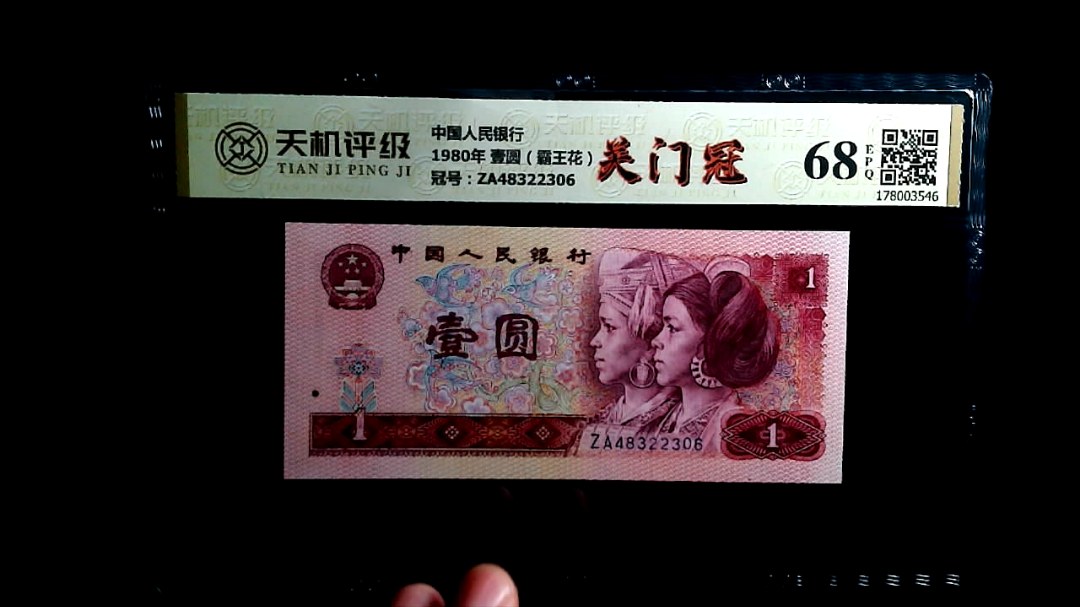 天机评级
TIAN JI PING JI
中国人民银行
1980年 壹圆（霸王花）
冠号：ZA48322306
关门冠
68
EPQ
178003546
中国人民银行
1
壹圆
1
ZA48322306
1